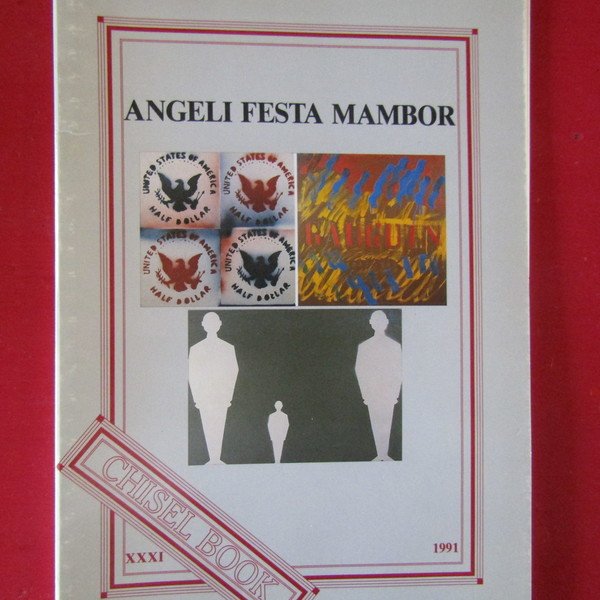 ANGELI FESTA MAMBOR
UNITED STATES OF AMERICA
HALF DOLLAR
UNITED STATES OF AMERICA
HALF DOLLAR
UNITED STATES OF AMERICA
HALF DOLLAR
UNITED STATES OF AMERICA
HALF DOLLAR
CHISEL BOOK
XXXI
1991